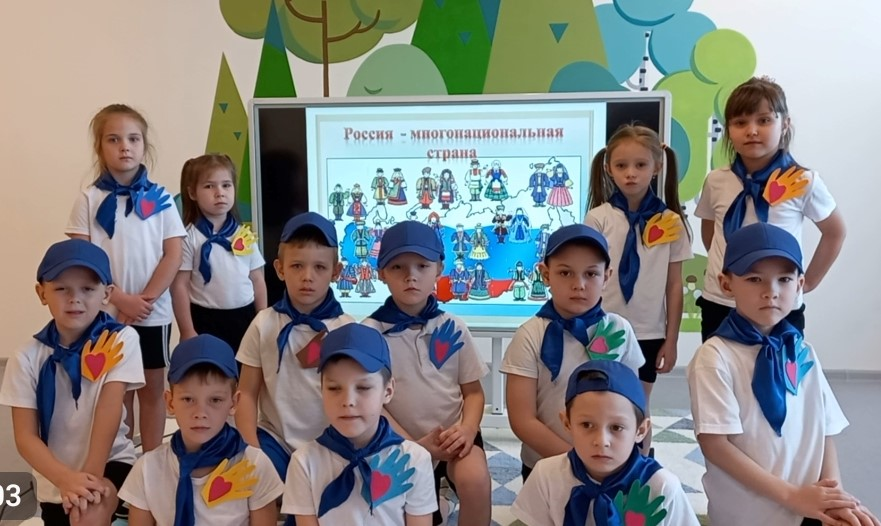 Россия - многонациональная
страна
03